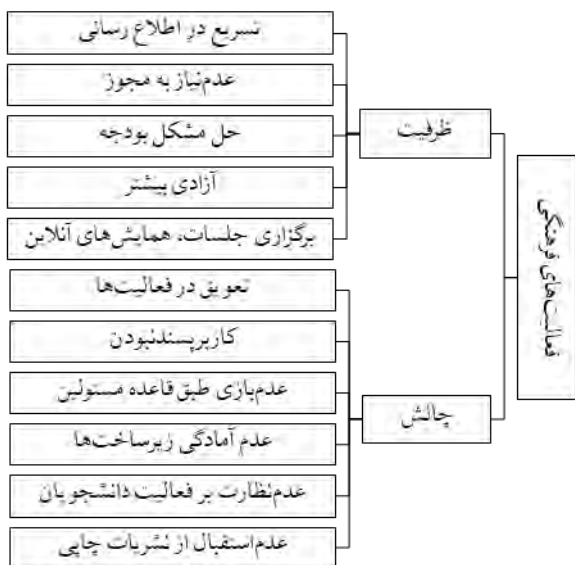 فعالیت‌های فرهنگی
ظرفیت
تسریع در اطلاع رسانی
عدم‌نیاز به مجوز
حل مشکل بودجه
آزادی بیشتر
برگزاری جلسات، همایش‌های آنلاین
چالش
تعویق در فعالیت‌ها
کاربرپسندنبودن
عدم‌بازی طبق قاعده مسئولین
عدم آمادگی زیرساخت‌ها
عدم‌نظارت بر فعالیت دانشجویان
عدم‌استقبال از نشریات چاپی